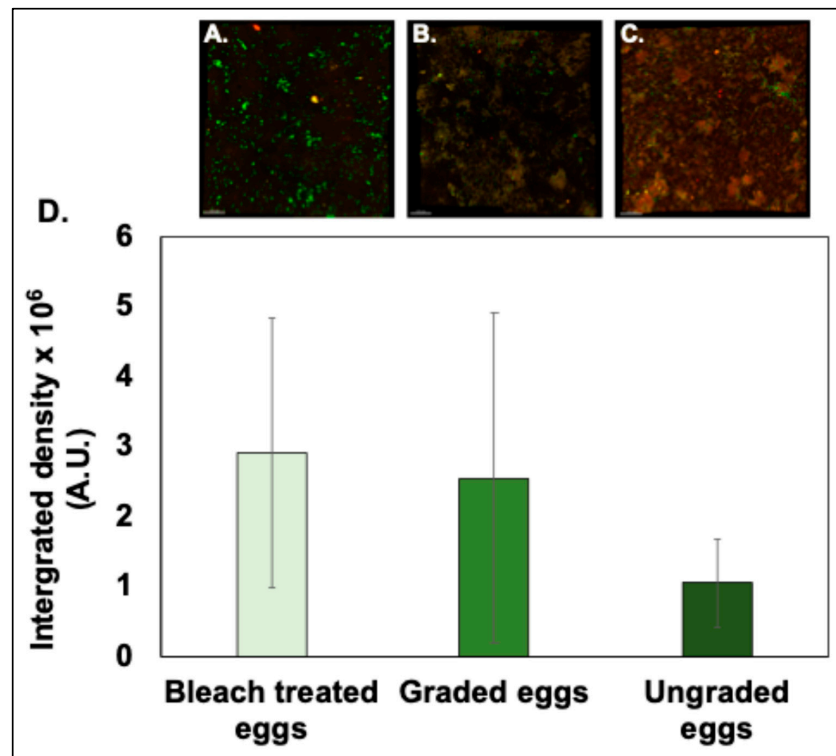 A.
B.
C.
D.
Intergrated density x 10⁶
(A.U.)
6
5
4
3
2
1
0
Bleach treated
eggs
Graded eggs
Ungraded
eggs